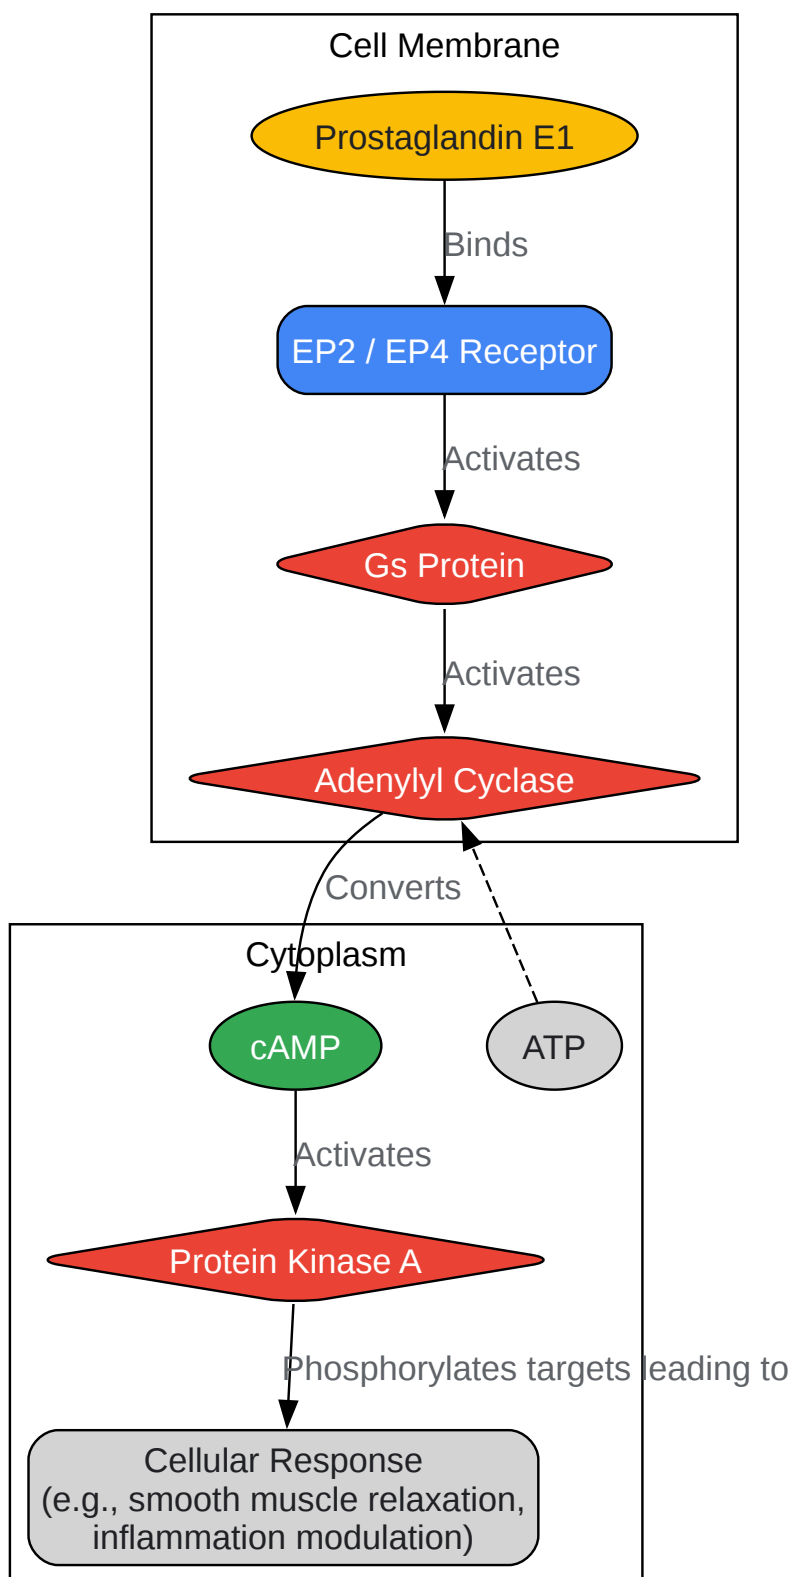 Cell Membrane
Prostaglandin E1
Binds
EP2 / EP4 Receptor
Activates
Gs Protein
Activates
Adenylyl Cyclase
Converts
Cytoplasm
cAMP
ATP
Activates
Protein Kinase A
Phosphorylates targets leading to
Cellular Response
(e.g., smooth muscle relaxation,
inflammation modulation)